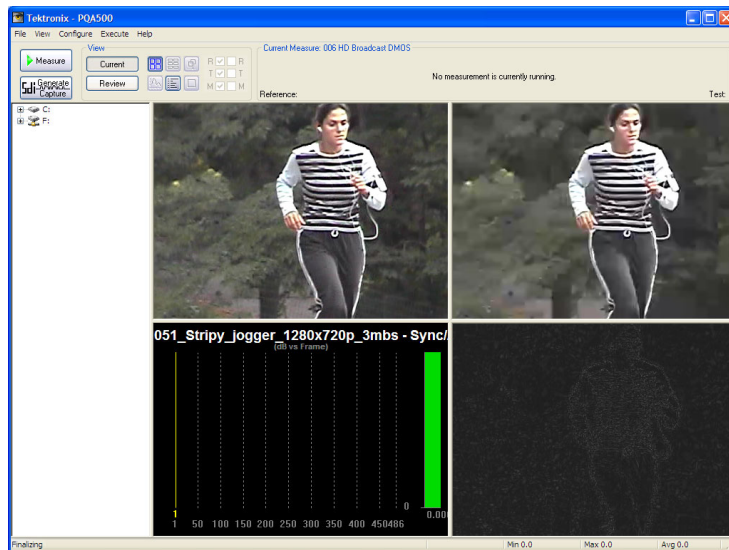 Tektronix - PQA500
File View Configure Execute Help
Measure
Generate
Capture
View
Current
Review
R R
T T
M M
Current Measure: 006 HD Broadcast DMOS
No measurement is currently running.
Reference: Test:
C:
F:
051_Stripy_jogger_1280x720p_3mbs - Sync/
(dB vs Frame)
0
0.00
1
1 50 100 150 200 250 300 350 400 450486
Finalizing
Min 0.0 Max 0.0 Avg 0.0